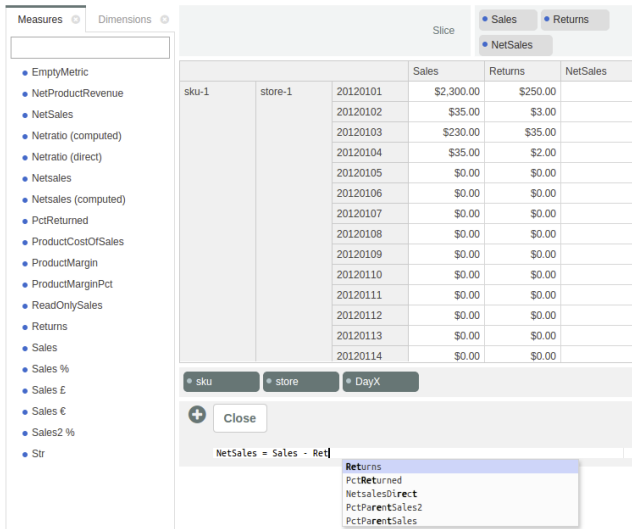 Measures Dimensions
EmptyMetric
NetProductRevenue
NetSales
Netratio (computed)
Netratio (direct)
Netsales
Netsales (computed)
PctReturned
ProductCostOfSales
ProductMargin
ProductMarginPct
ReadOnlySales
Returns
Sales
Sales %
Sales £
Sales €
Sales2 %
Str
Slice Sales Returns
NetSales
Sales Returns NetSales
sku-1 store-1 20120101 $2,300.00 $250.00
20120102 $35.00 $3.00
20120103 $230.00 $35.00
20120104 $35.00 $2.00
20120105 $0.00 $0.00
20120106 $0.00 $0.00
20120107 $0.00 $0.00
20120108 $0.00 $0.00
20120109 $0.00 $0.00
20120110 $0.00 $0.00
20120111 $0.00 $0.00
20120112 $0.00 $0.00
20120113 $0.00 $0.00
20120114 $0.00 $0.00
sku store DayX
Close
NetSales = Sales - Ret
Returns
PctReturned
NetsalesDirect
PctParentSales2
PctParentSales